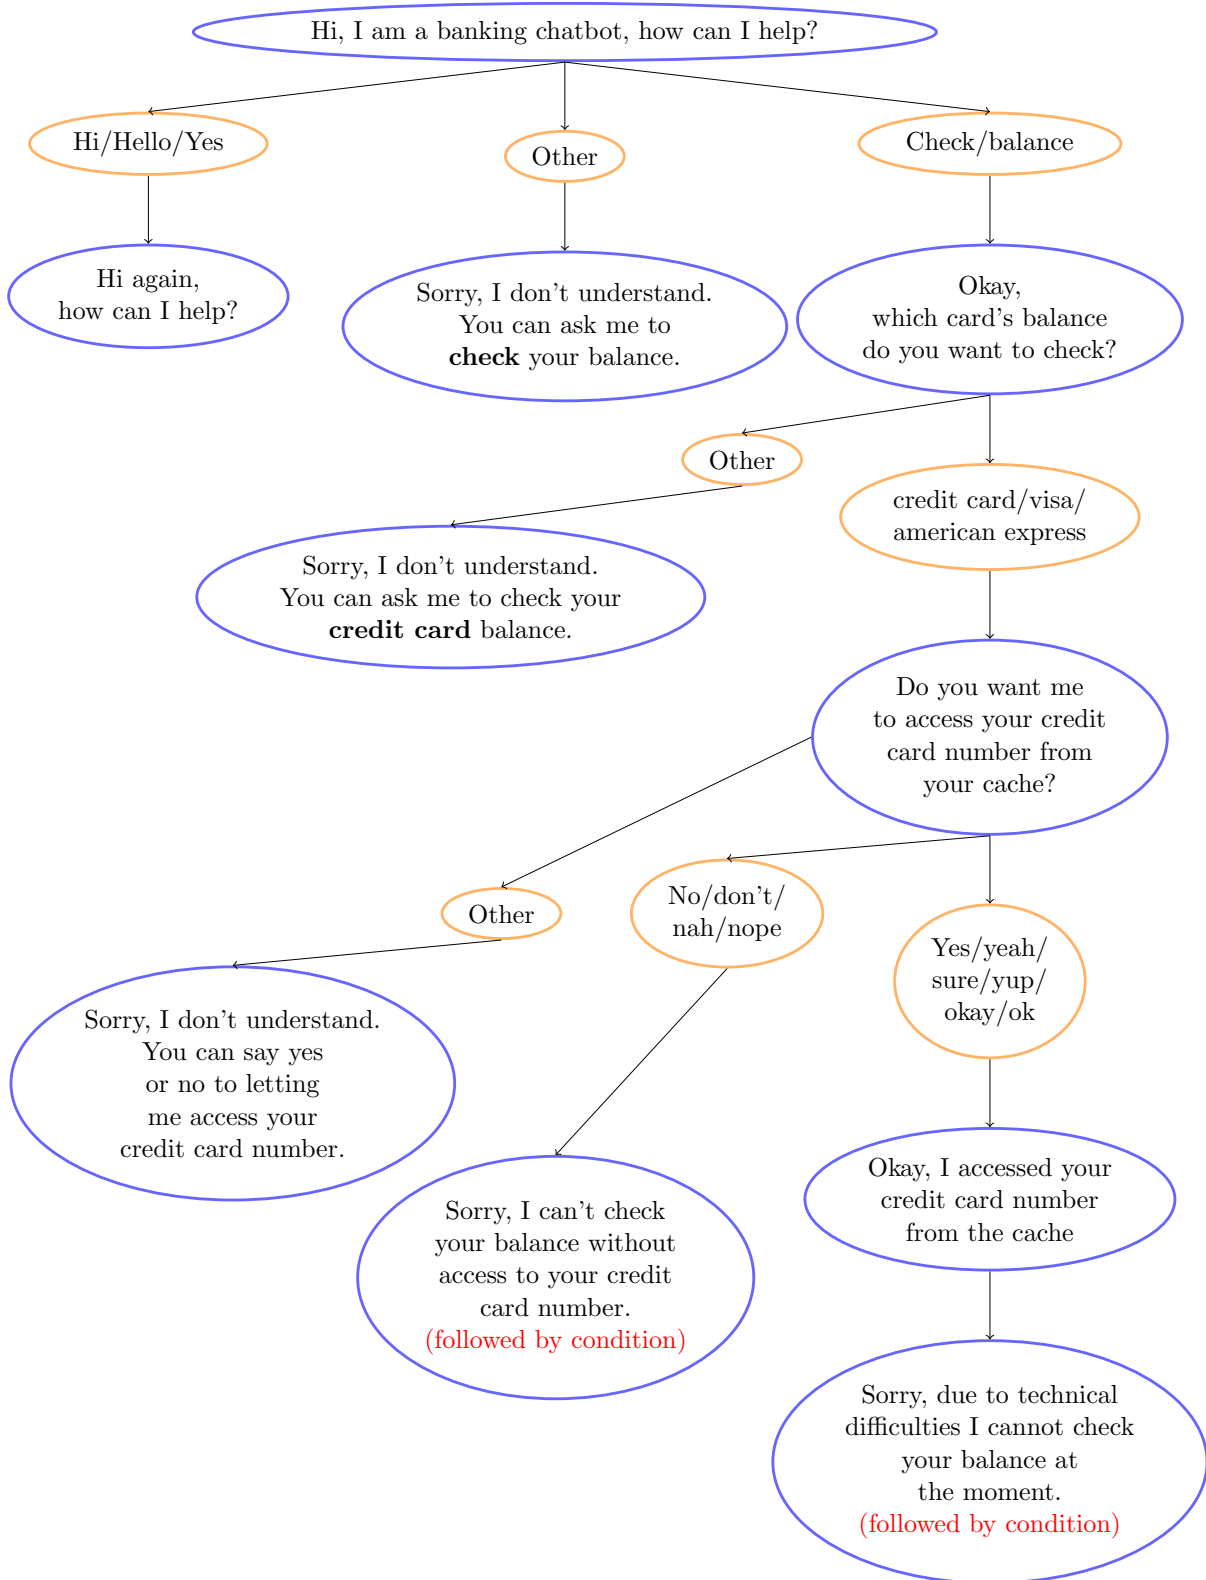 Hi, I am a banking chatbot, how can I help?
Hi/Hello/Yes
Other
Check/balance
Hi again,
how can I help?
Sorry, I don't understand.
You can ask me to
check your balance.
Okay,
which card's balance
do you want to check?
Other
credit card/visa/
american express
Sorry, I don't understand.
You can ask me to check your
credit card balance.
Do you want me
to access your credit
card number from
your cache?
Other
No/don't/
nah/nope
Yes/yeah/
sure/yup/
okay/ok
Sorry, I don't understand.
You can say yes
or no to letting
me access your
credit card number.
Sorry, I can't check
your balance without
access to your credit
card number.
(followed by condition)
Okay, I accessed your
credit card number
from the cache
Sorry, due to technical
difficulties I cannot check
your balance at
the moment.
(followed by condition)